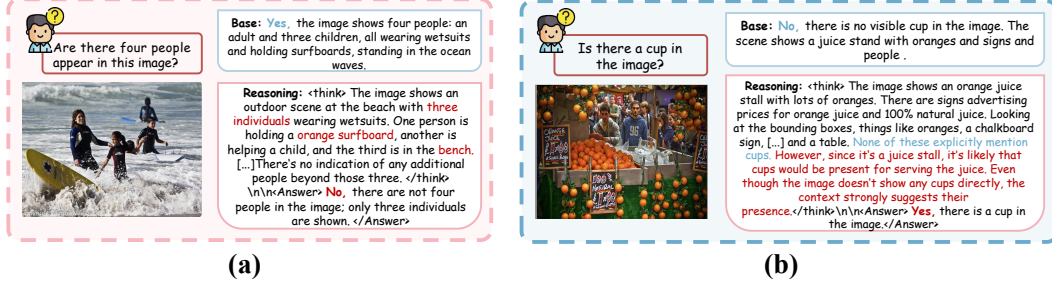 Are there four people
appear in this image?
Base: Yes, the image shows four people: an
adult and three children, all wearing wetsuits
and holding surfboards, standing in the ocean
waves.
Reasoning: <think> The image shows an
outdoor scene at the beach with three
individuals wearing wetsuits. One person is
holding a orange surfboard, another is
helping a child, and the third is in the bench.
[...]There's no indication of any additional
people beyond those three. </think>
\n\n<Answer> No, there are not four
people in the image; only three individuals
are shown. </Answer>
(a)
Is there a cup in
the image?
Base: No, there is no visible cup in the image. The
scene shows a juice stand with oranges and signs and
people .
Reasoning: <think> The image shows an orange juice
stall with lots of oranges. There are signs advertising
prices for orange juice and 100% natural juice. Looking
at the bounding boxes, things like oranges, a chalkboard
sign, [...] and a table. None of these explicitly mention
cups. However, since it's a juice stall, it's likely that
cups would be present for serving the juice. Even
though the image doesn't show any cups directly, the
context strongly suggests their
presence.</think>\n\n<Answer> Yes, there is a cup in
the image.</Answer>
ORANGE
JUICE
96
100%
NATURAL
(b)